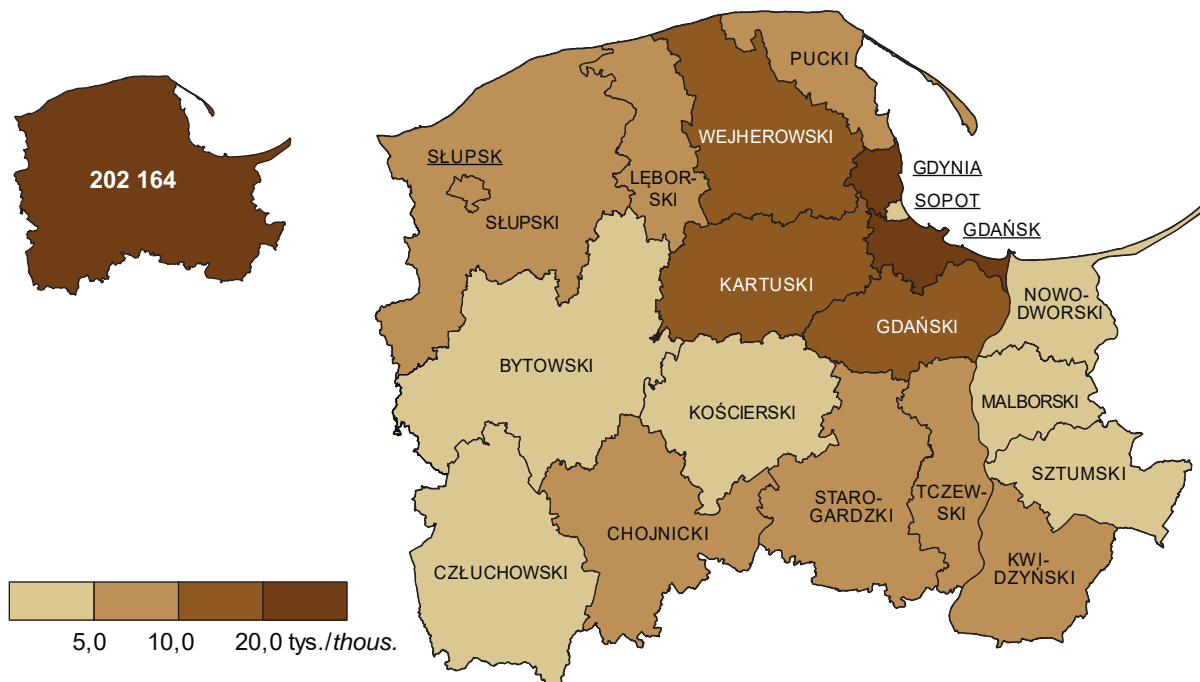 202 164
PUCKI
WEJHEROWSKI
SŁUPSK
GDYNIA
LĘBOR-
SKI
SOPOT
SŁUPSKI
GDAŃSK
KARTUSKI
NOWO-
DWORSKI
GDAŃSKI
BYTOWSKI
KOŚCIERSKI
MALBORSKI
SZTUMSKI
STARO-
GARDZKI
TCZEW-
SKI
CHOJNICKI
KWI-
DZYŃSKI
CZŁUCHOWSKI
5,0 10,0 20,0 tys./thous.